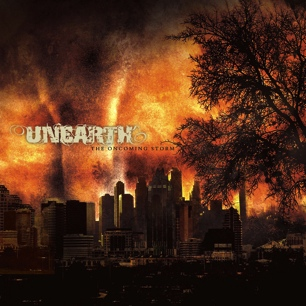 UNEARTH
THE ONCOMING STORM